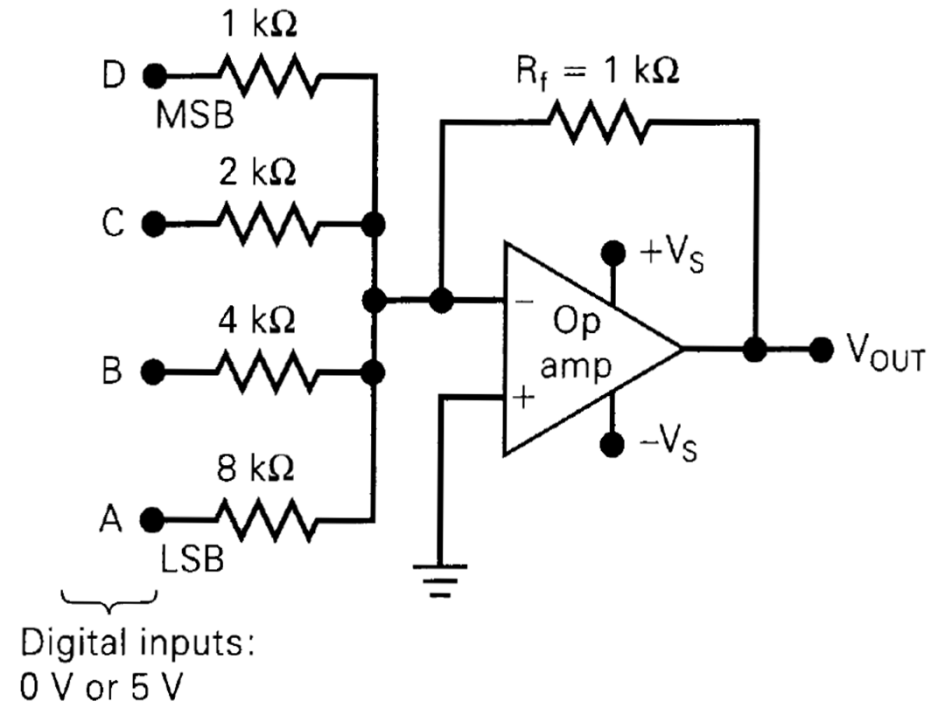 1 kΩ
D
MSB
R_f = 1 kΩ
2 kΩ
C
+V_S
−
Op
amp
4 kΩ
B
V_OUT
+
−V_S
8 kΩ
A
LSB
Digital inputs:
0 V or 5 V